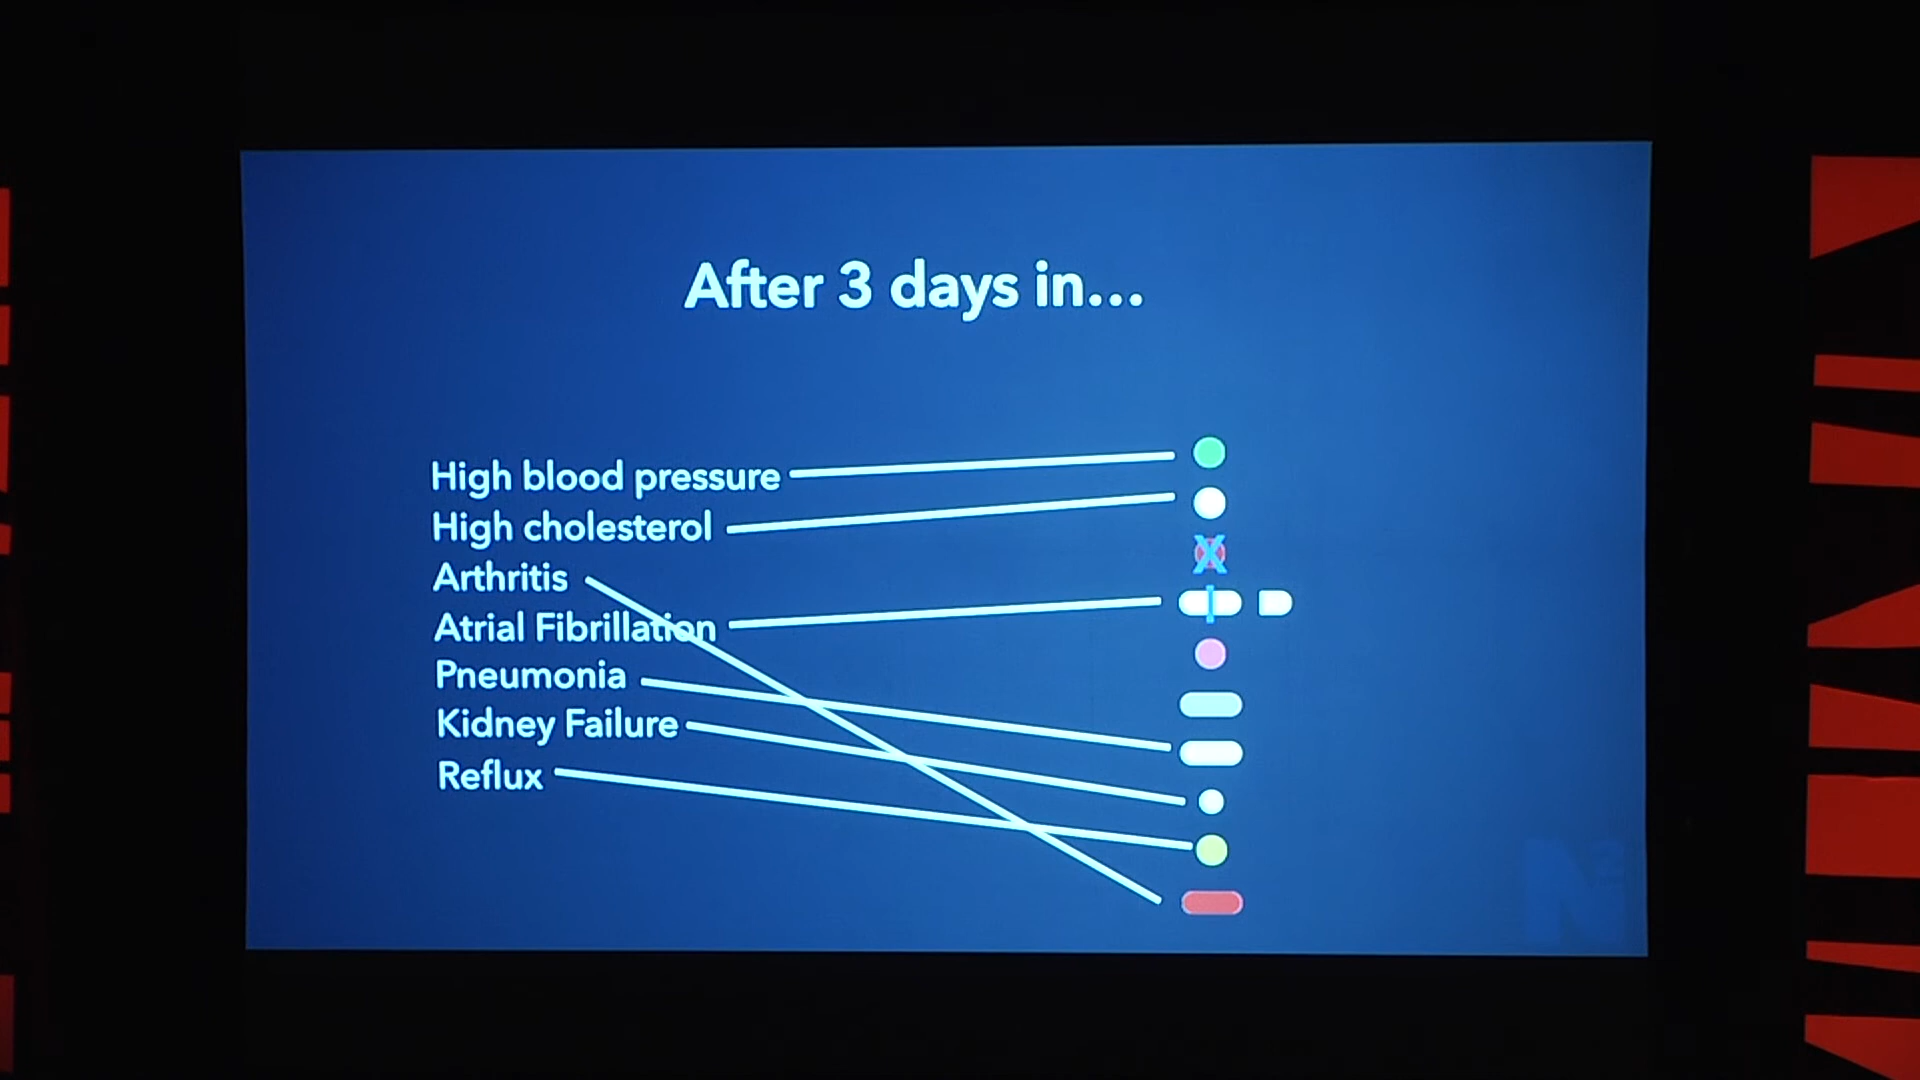 After 3 days in...
High blood pressure
High cholesterol
Arthritis
Atrial Fibrillation
Pneumonia
Kidney Failure
Reflux